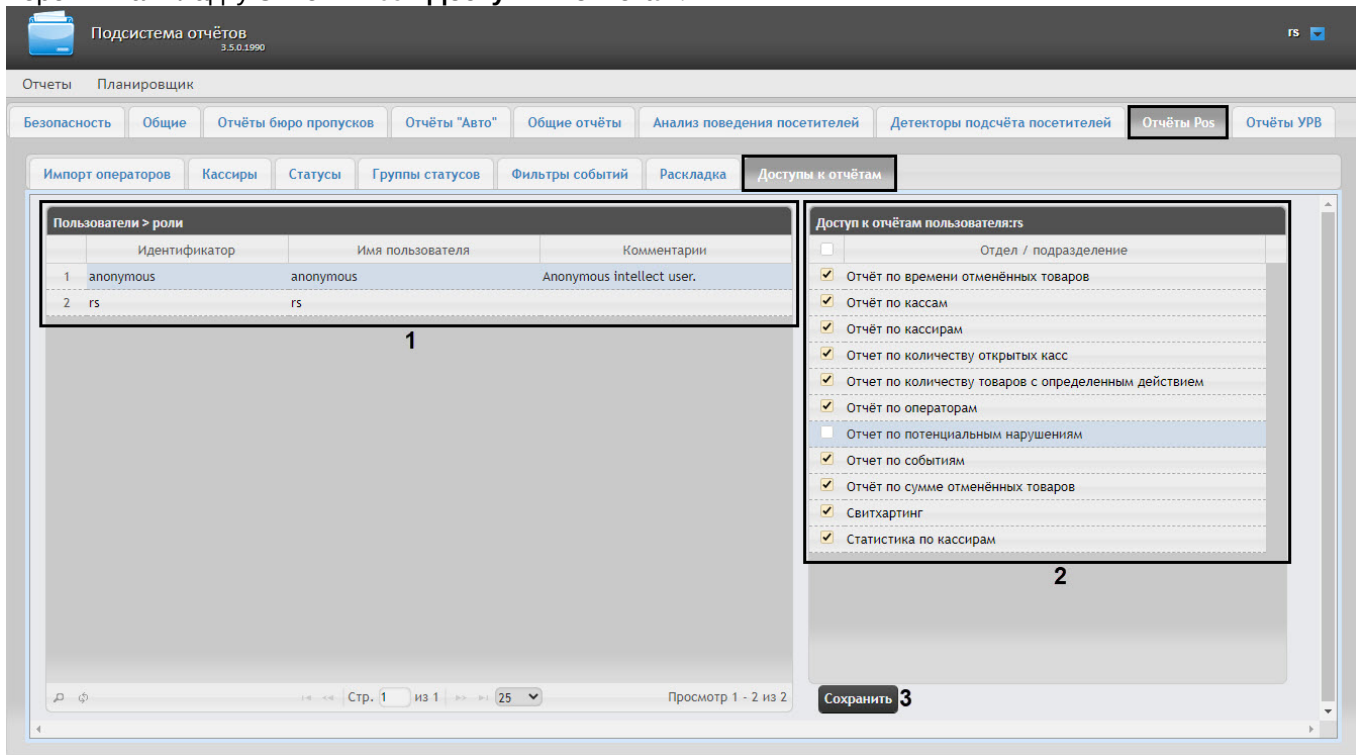 Подсистема отчётов
3.5.0.1990
rs
Отчеты Планировщик
Безопасность Общие Отчёты бюро пропусков Отчёты "Авто" Общие отчёты Анализ поведения посетителей Детекторы подсчёта посетителей Отчёты Pos Отчёты УРВ
Импорт операторов Кассиры Статусы Группы статусов Фильтры событий Раскладка Доступы к отчётам
Пользователи > роли
Идентификатор Имя пользователя Комментарии
1 anonymous anonymous Anonymous intellect user.
2 rs rs
1
Стр. 1 из 1 25 Просмотр 1 - 2 из 2
Доступ к отчётам пользователя:rs
Отдел / подразделение
Отчёт по времени отменённых товаров
Отчёт по кассам
Отчёт по кассирам
Отчет по количеству открытых касс
Отчет по количеству товаров с определенным действием
Отчёт по операторам
Отчет по потенциальным нарушениям
Отчет по событиям
Отчёт по сумме отменённых товаров
Свитхартинг
Статистика по кассирам
2
Сохранить 3